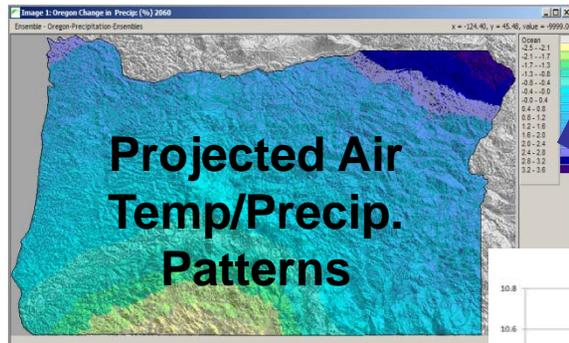 Image 1: Oregon Change in Precip: (%) 2060
Ensemble - Oregon-Precipitation-Ensembles
x = -124.40, y = 45.48, value = -9999.0
Ocean
-2.5 - -2.1
-2.1 - -1.7
-1.7 - -1.3
-1.3 - -0.8
-0.8 - -0.4
-0.4 - -0.0
-0.0 - 0.4
0.4 - 0.8
0.8 - 1.2
1.2 - 1.6
1.6 - 2.0
2.0 - 2.4
2.4 - 2.8
2.8 - 3.2
3.2 - 3.6
Projected Air
Temp/Precip.
Patterns
10.8
10.6